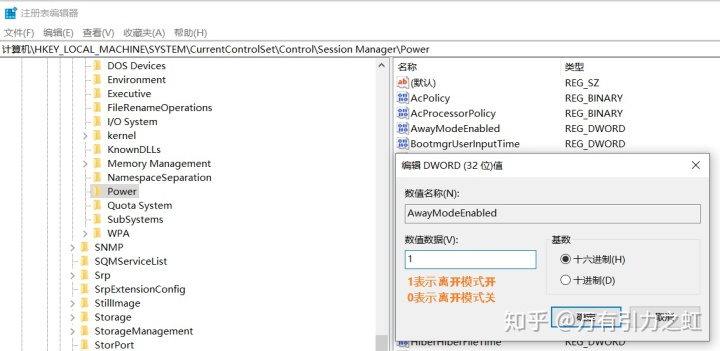 注册表编辑器
文件(F) 编辑(E) 查看(V) 收藏夹(A) 帮助(H)
计算机\HKEY_LOCAL_MACHINE\SYSTEM\CurrentControlSet\Control\Session Manager\Power
DOS Devices
Environment
Executive
FileRenameOperations
I/O System
kernel
KnownDLLs
Memory Management
NamespaceSeparation
Power
Quota System
SubSystems
WPA
SNMP
SQMServiceList
Srp
SrpExtensionConfig
StillImage
Storage
StorageManagement
StorPort
名称 类型
(默认) REG_SZ
AcPolicy REG_BINARY
AcProcessorPolicy REG_BINARY
AwayModeEnabled REG_DWORD
BootmgrUserInputTime REG_DWORD
编辑 DWORD (32 位)值
数值名称(N):
AwayModeEnabled
数值数据(V):
1
1表示离开模式开
0表示离开模式关
基数
十六进制(H)
十进制(D)
确定 取消
知乎 @万有引力之虹
HiberHiberFileTime REG_DWORD